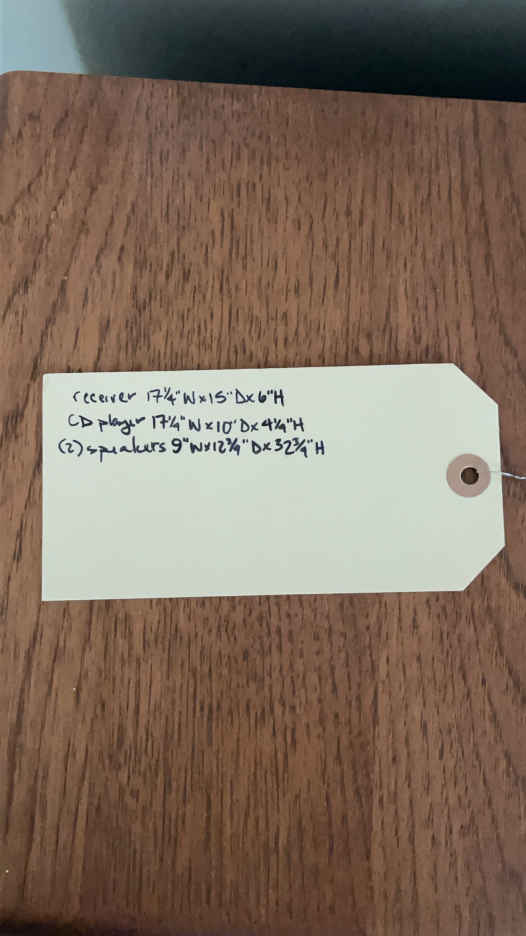 receiver 17¼" W x 15" D x 6" H
CD player 17¼" W x 10" D x 4¼" H
(2) speakers 9" W x 12¾" D x 32¾" H